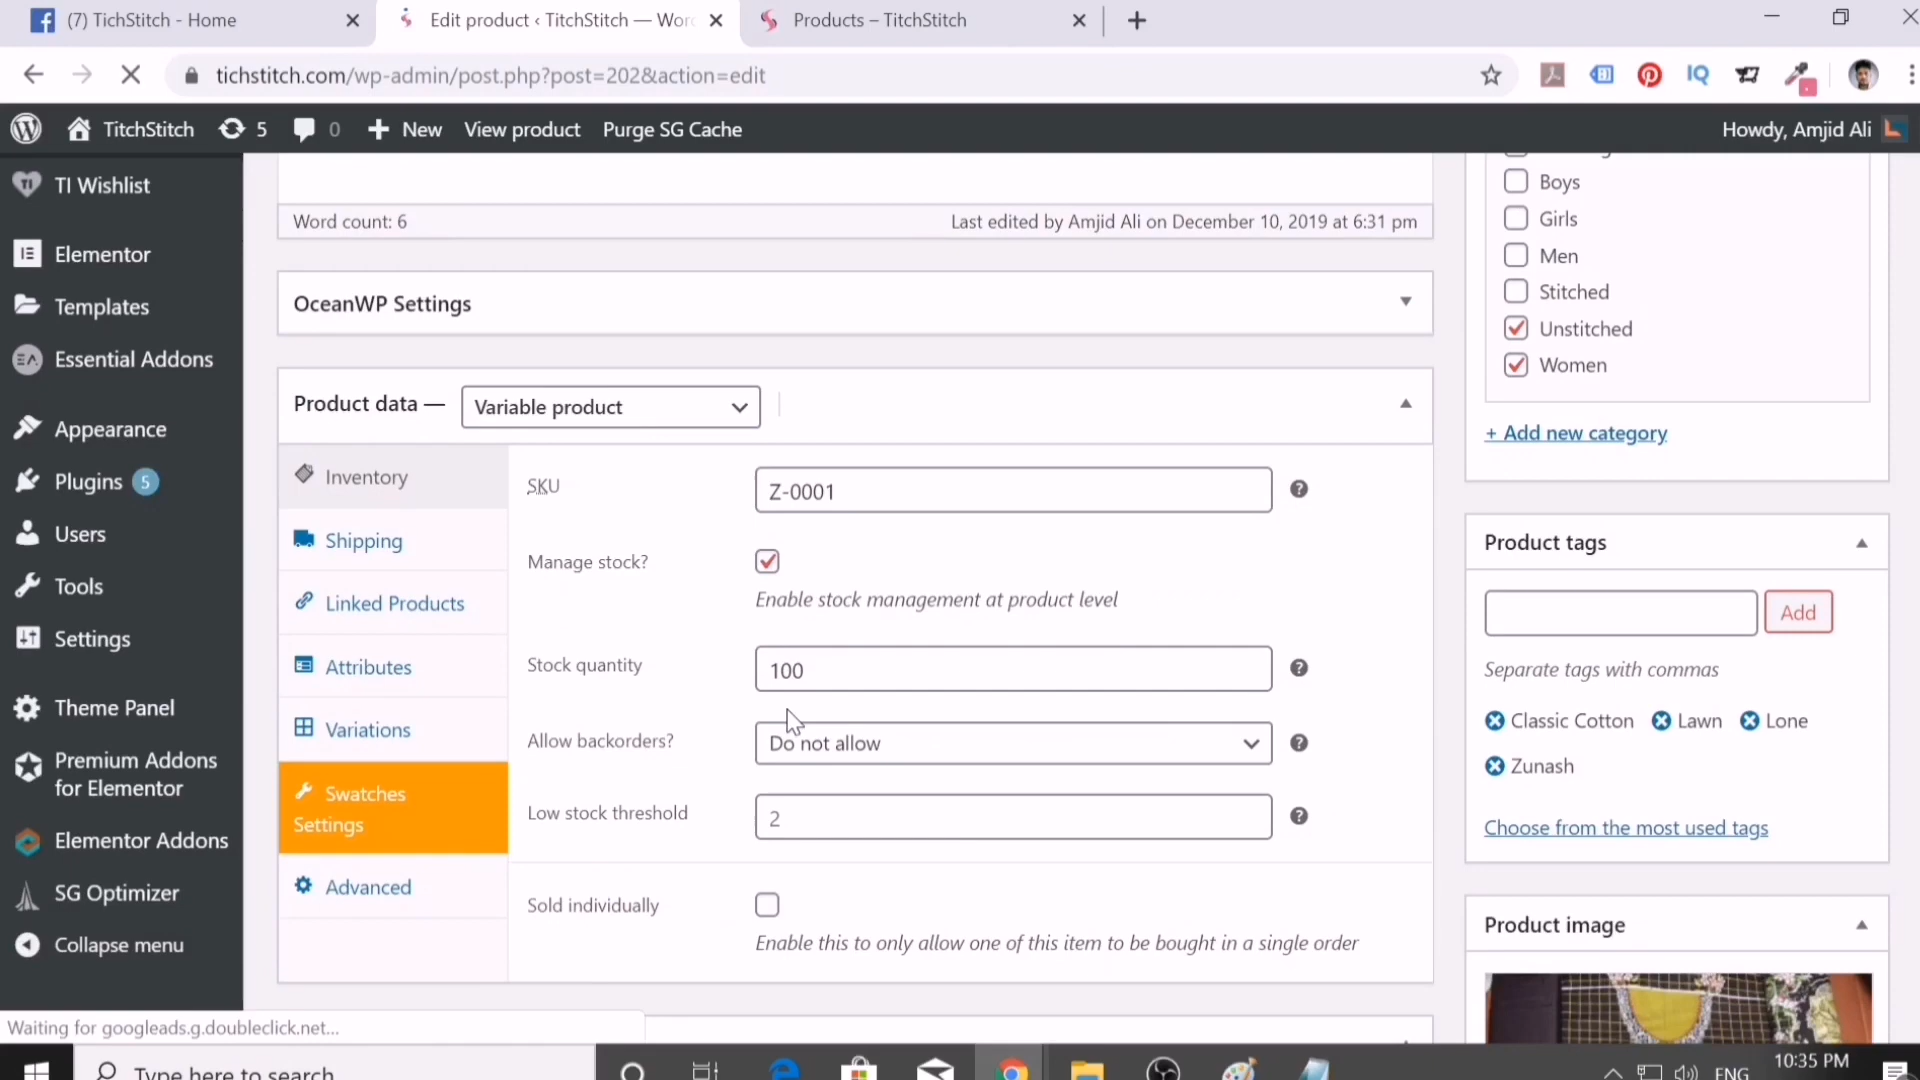 (7) TichStitch - Home
Edit product ‹ TitchStitch — Wor
Products – TitchStitch
tichstitch.com/wp-admin/post.php?post=202&action=edit
IQ
TitchStitch
5
0
New
View product
Purge SG Cache
Howdy, Amjid Ali
TI Wishlist
Elementor
Templates
Essential Addons
Appearance
Plugins 5
Users
Tools
Settings
Theme Panel
Premium Addons
for Elementor
Elementor Addons
SG Optimizer
Collapse menu
Word count: 6
Last edited by Amjid Ali on December 10, 2019 at 6:31 pm
OceanWP Settings
Product data —
Variable product
Inventory
Shipping
Linked Products
Attributes
Variations
Swatches
Settings
Advanced
SKU
Z-0001
Manage stock?
Enable stock management at product level
Stock quantity
100
Allow backorders?
Do not allow
Low stock threshold
2
Sold individually
Enable this to only allow one of this item to be bought in a single order
Boys
Girls
Men
Stitched
Unstitched
Women
+ Add new category
Product tags
Add
Separate tags with commas
Classic Cotton
Lawn
Lone
Zunash
Choose from the most used tags
Product image
Waiting for googleads.g.doubleclick.net...
Type here to search
ENG
10:35 PM